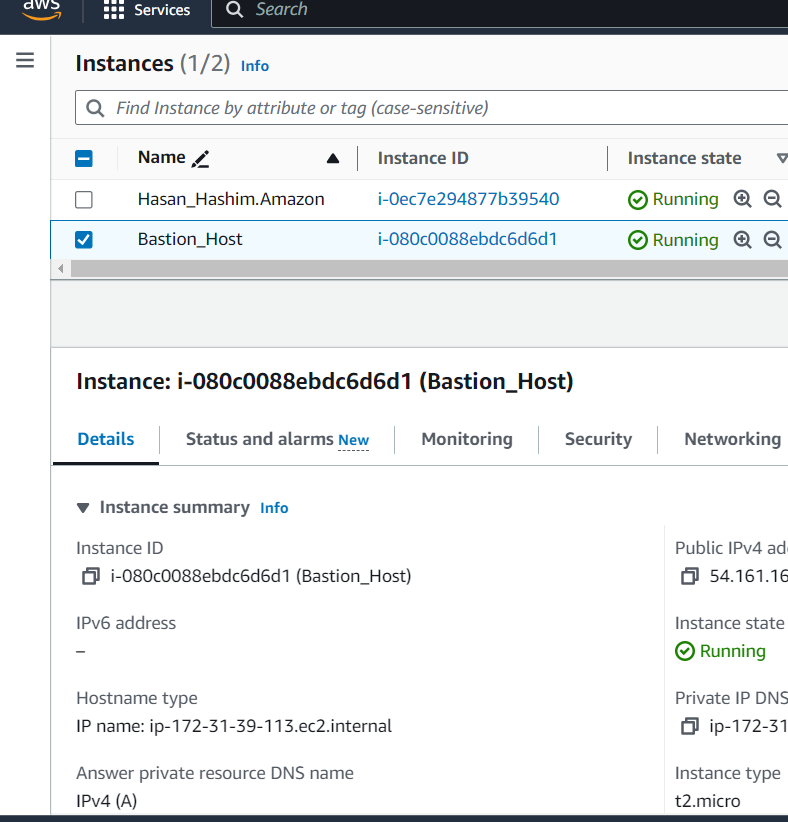 aws
Services
Search
Instances (1/2) Info
Find Instance by attribute or tag (case-sensitive)
Name Instance ID Instance state
Hasan_Hashim.Amazon i-0ec7e294877b39540 Running
Bastion_Host i-080c0088ebdc6d6d1 Running
Instance: i-080c0088ebdc6d6d1 (Bastion_Host)
Details Status and alarms New Monitoring Security Networking
Instance summary Info
Instance ID
i-080c0088ebdc6d6d1 (Bastion_Host)
IPv6 address
–
Hostname type
IP name: ip-172-31-39-113.ec2.internal
Answer private resource DNS name
IPv4 (A)
Public IPv4 ad
54.161.16
Instance state
Running
Private IP DNS
ip-172-31
Instance type
t2.micro